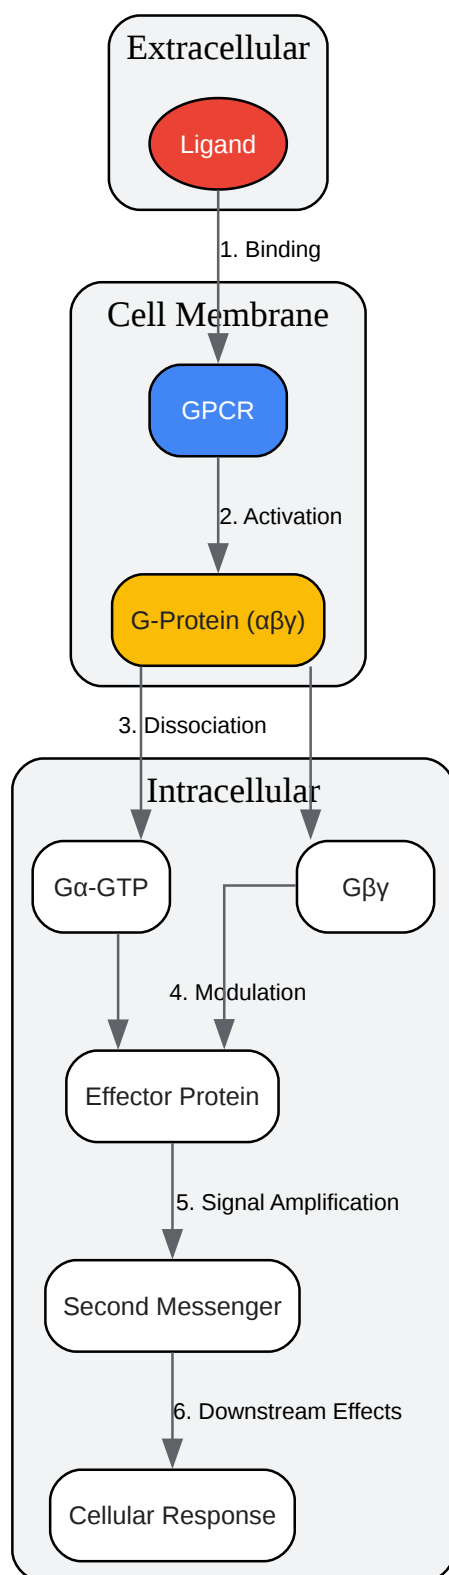 Extracellular
Ligand
1. Binding
Cell Membrane
GPCR
2. Activation
G-Protein (αβγ)
3. Dissociation
Intracellular
Gα-GTP
Gβγ
4. Modulation
Effector Protein
5. Signal Amplification
Second Messenger
6. Downstream Effects
Cellular Response